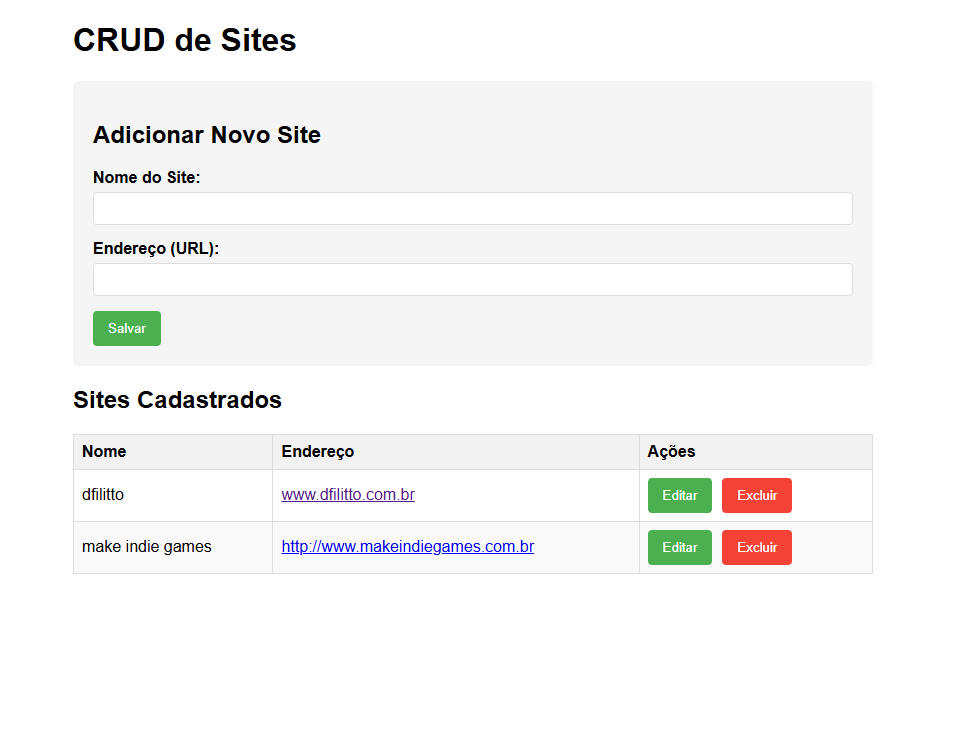 CRUD de Sites
Adicionar Novo Site
Nome do Site:
Endereço (URL):
Salvar
Sites Cadastrados
Nome Endereço Ações
dfilitto www.dfilitto.com.br Editar Excluir
make indie games http://www.makeindiegames.com.br Editar Excluir